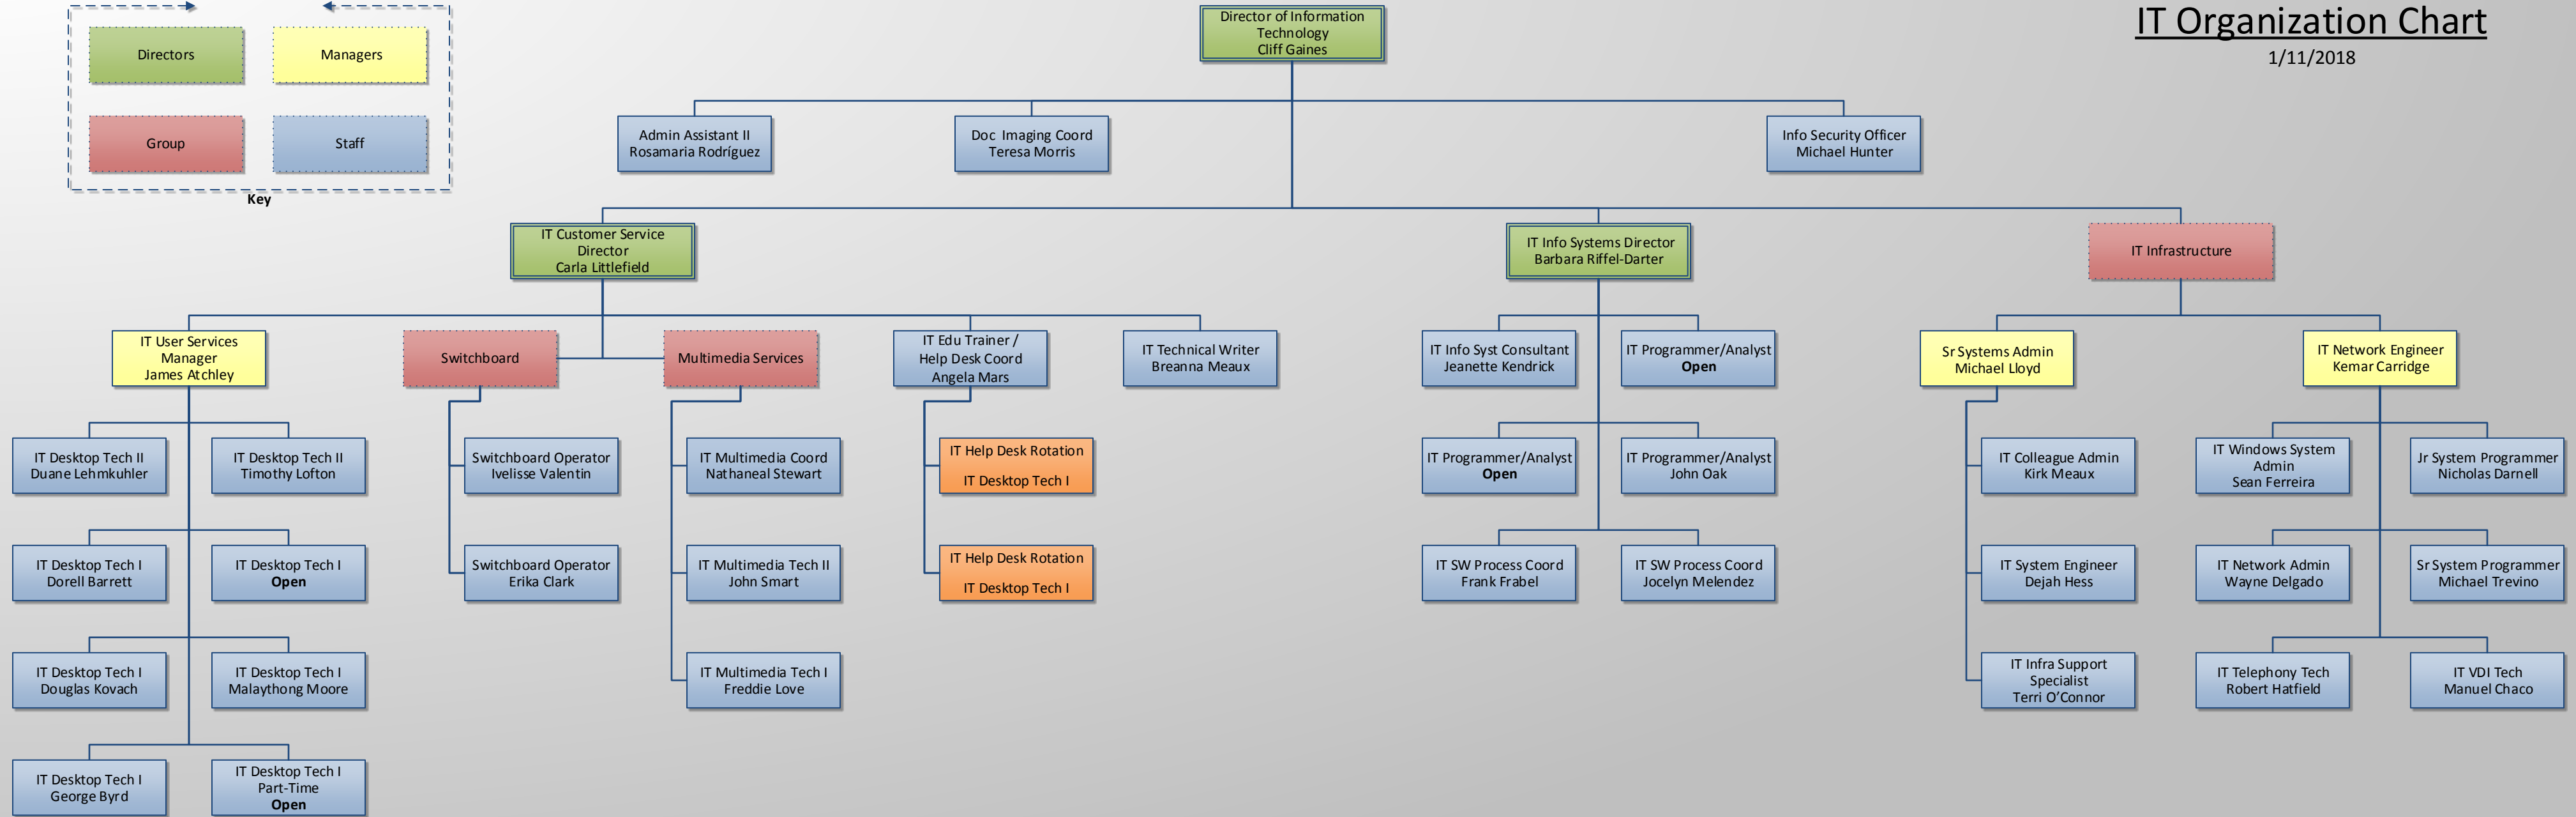 IT Organization Chart
1/11/2018
Directors
Managers
Group
Staff
Key
Director of Information
Technology
Cliff Gaines
Admin Assistant II
Rosamaria Rodríguez
Doc Imaging Coord
Teresa Morris
Info Security Officer
Michael Hunter
IT Customer Service
Director
Carla Littlefield
IT Info Systems Director
Barbara Riffel-Darter
IT Infrastructure
IT User Services
Manager
James Atchley
Switchboard
Multimedia Services
IT Edu Trainer /
Help Desk Coord
Angela Mars
IT Technical Writer
Breanna Meaux
IT Info Syst Consultant
Jeanette Kendrick
IT Programmer/Analyst
Open
Sr Systems Admin
Michael Lloyd
IT Network Engineer
Kemar Carridge
IT Desktop Tech II
Duane Lehmkuhler
IT Desktop Tech II
Timothy Lofton
Switchboard Operator
Ivelisse Valentin
IT Multimedia Coord
Nathaneal Stewart
IT Help Desk Rotation
IT Desktop Tech I
IT Programmer/Analyst
Open
IT Programmer/Analyst
John Oak
IT Colleague Admin
Kirk Meaux
IT Windows System
Admin
Sean Ferreira
Jr System Programmer
Nicholas Darnell
IT Desktop Tech I
Dorell Barrett
IT Desktop Tech I
Open
Switchboard Operator
Erika Clark
IT Multimedia Tech II
John Smart
IT Help Desk Rotation
IT Desktop Tech I
IT SW Process Coord
Frank Frabel
IT SW Process Coord
Jocelyn Melendez
IT System Engineer
Dejah Hess
IT Network Admin
Wayne Delgado
Sr System Programmer
Michael Trevino
IT Desktop Tech I
Douglas Kovach
IT Desktop Tech I
Malaythong Moore
IT Multimedia Tech I
Freddie Love
IT Infra Support
Specialist
Terri O’Connor
IT Telephony Tech
Robert Hatfield
IT VDI Tech
Manuel Chaco
IT Desktop Tech I
George Byrd
IT Desktop Tech I
Part-Time
Open